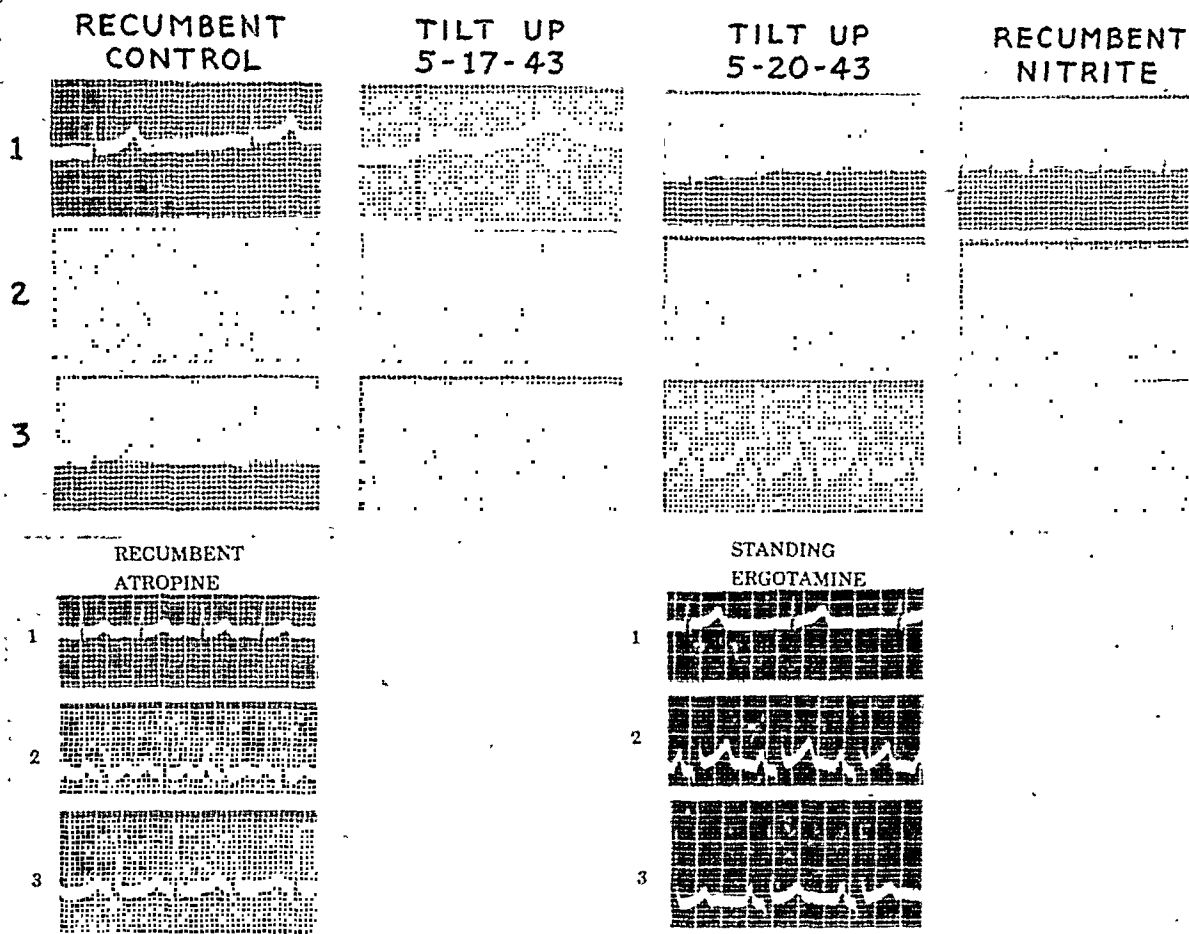 RECUMBENT CONTROL
TILT UP 5-17-43
TILT UP 5-20-43
RECUMBENT NITRITE
1
2
3
RECUMBENT
ATROPINE
1
2
3
STANDING
ERGOTAMINE
1
2
3